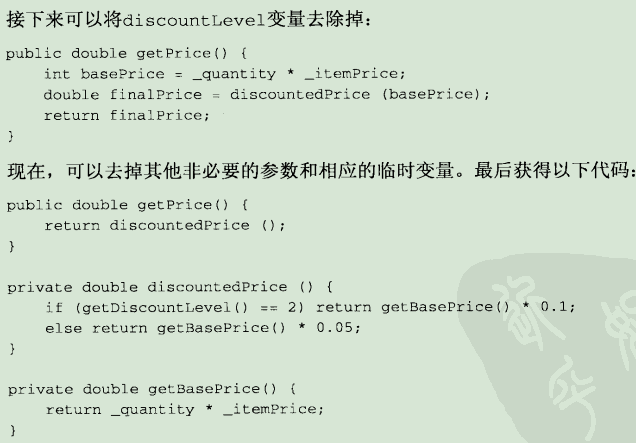 接下来可以将discountLevel变量去除掉：
public double getPrice() {
    int basePrice = _quantity * _itemPrice;
    double finalPrice = discountedPrice (basePrice);
    return finalPrice;
}
现在，可以去掉其他非必要的参数和相应的临时变量。最后获得以下代码：
public double getPrice() {
    return discountedPrice ();
}
private double discountedPrice () {
    if (getDiscountLevel() == 2) return getBasePrice() * 0.1;
    else return getBasePrice() * 0.05;
}
private double getBasePrice() {
    return _quantity * _itemPrice;
}